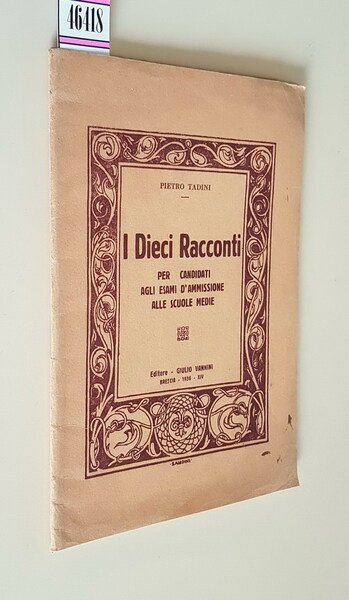 46418
PIETRO TADINI
I Dieci Racconti
PER CANDIDATI
AGLI ESAMI D'AMMISSIONE
ALLE SCUOLE MEDIE
Editore - GIULIO VANNINI
BRESCIA - 1936 - XIV